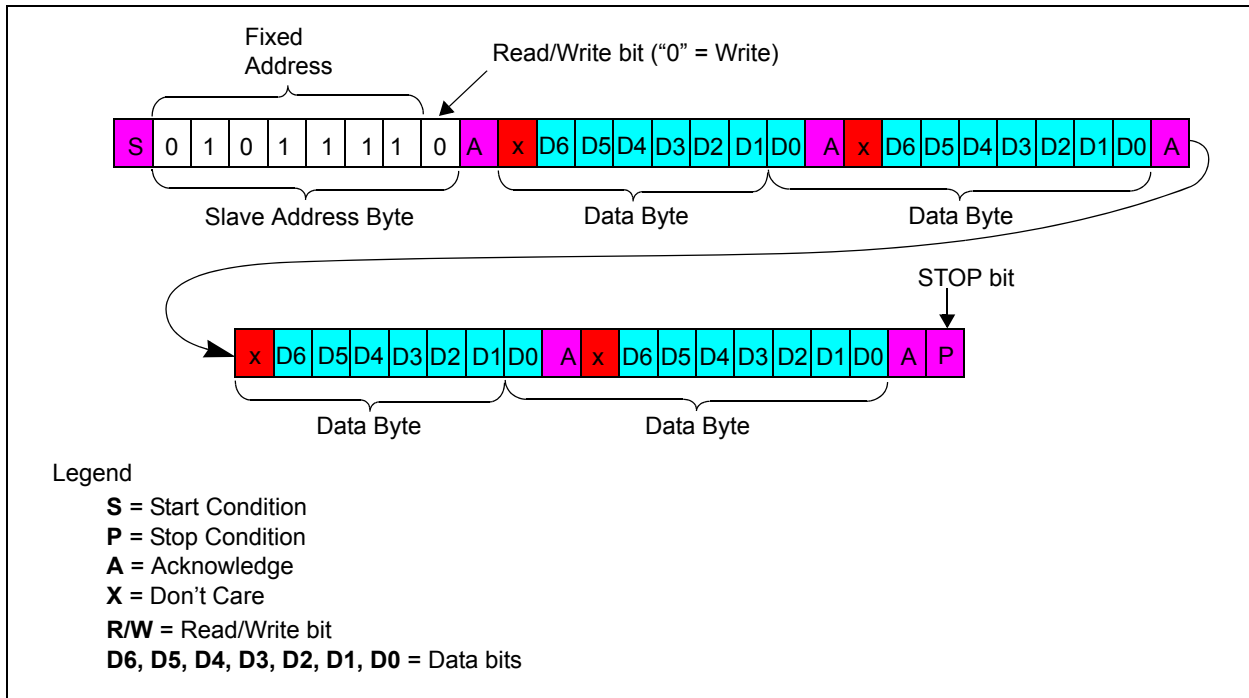 Fixed
Address
Read/Write bit (“0” = Write)
S 0 1 0 1 1 1 1 0 A x D6 D5 D4 D3 D2 D1 D0 A x D6 D5 D4 D3 D2 D1 D0 A
Slave Address Byte Data Byte Data Byte
STOP bit
x D6 D5 D4 D3 D2 D1 D0 A x D6 D5 D4 D3 D2 D1 D0 A P
Data Byte Data Byte
Legend
S = Start Condition
P = Stop Condition
A = Acknowledge
X = Don’t Care
R/W = Read/Write bit
D6, D5, D4, D3, D2, D1, D0 = Data bits